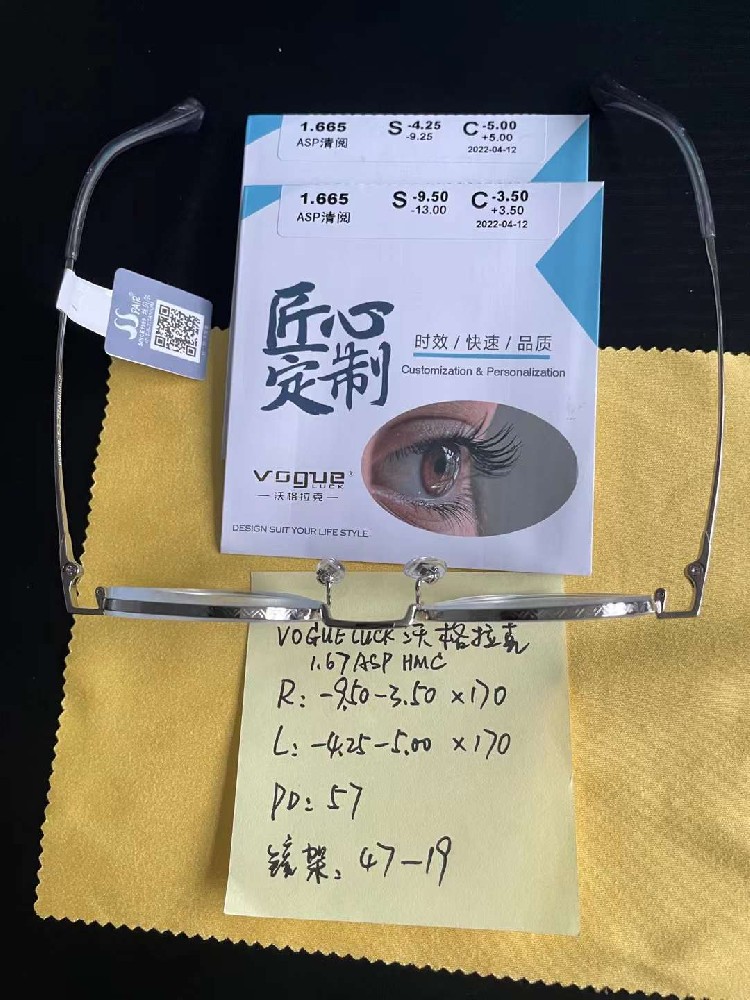 1.665 S -4.25 C -5.00
-9.25 +5.00
ASP清阅
2022-04-12
1.665 S -9.50 C -3.50
-13.00 +3.50
ASP清阅
2022-04-12
匠心
定制
时效 / 快速 / 品质
Customization & Personalization
vogue
LUCK
沃格拉克
DESIGN SUIT YOUR LIFE STYLE
VOGUE LUCK 沃格拉克
1.67 ASP HMC
R: -9.50-3.50 ×170
L: -4.25-5.00 ×170
PD: 57
镜架: 47-19